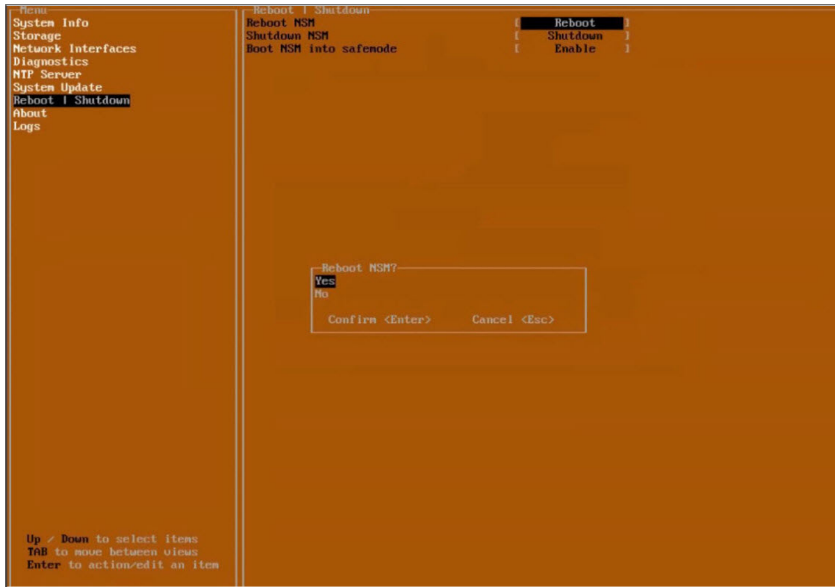 Menu
System Info
Storage
Network Interfaces
Diagnostics
NTP Server
System Update
Reboot | Shutdown
About
Logs
Reboot | Shutdown
Reboot NSM [ Reboot ]
Shutdown NSM [ Shutdown ]
Boot NSM into safemode [ Enable ]
Reboot NSM?
Yes
No
Confirm <Enter> Cancel <Esc>
Up / Down to select items
TAB to move between views
Enter to action/edit an item